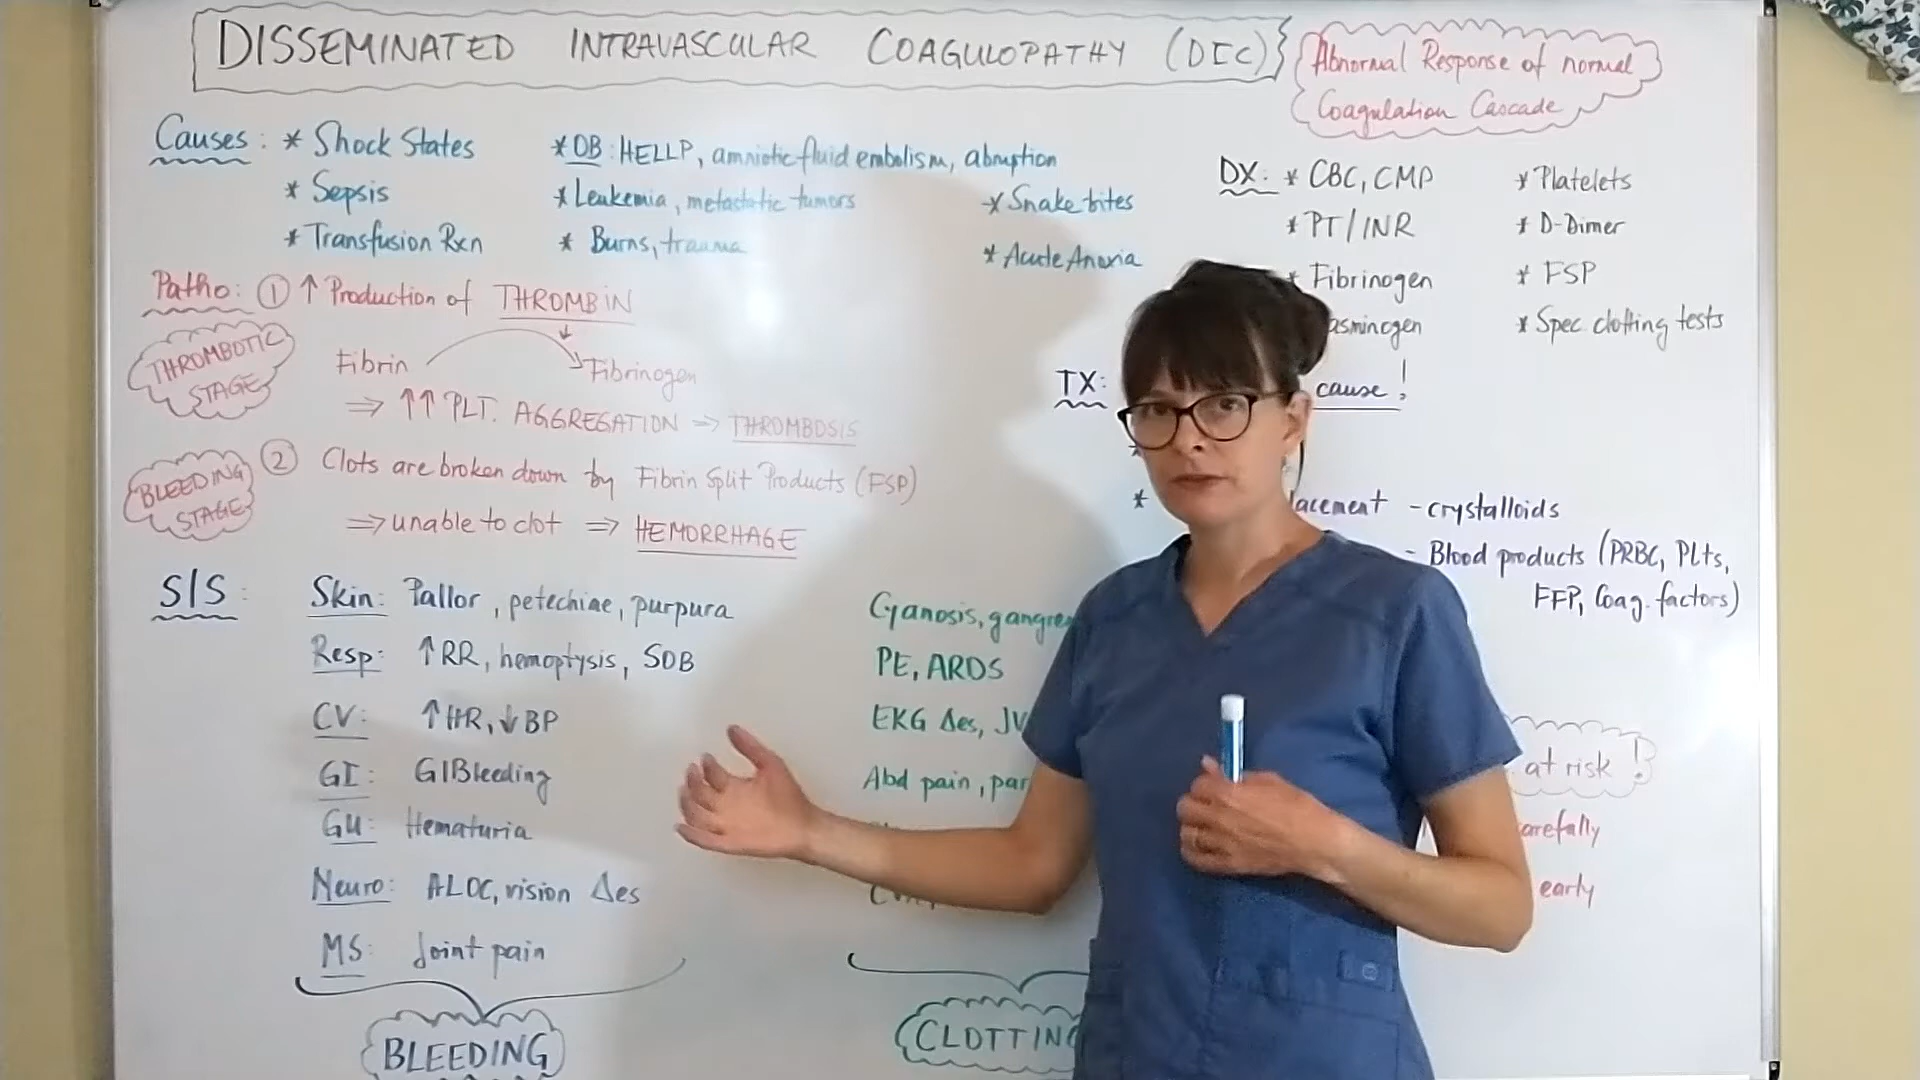 DISSEMINATED INTRAVASCULAR COAGULOPATHY (DIC)
Abnormal Response of normal
Coagulation Cascade
Causes: * Shock States
* Sepsis
* Transfusion Rxn
* OB: HELLP, amniotic fluid embolism, abruption
* Leukemia, metastatic tumors
* Burns, trauma
* Snake bites
* Acute Anoxia
DX: * CBC, CMP
* PT/INR
* Fibrinogen
asminogen
* Platelets
* D-Dimer
* FSP
* Spec. clotting tests
Patho: ① ↑ Production of THROMBIN
THROMBOTIC
STAGE
Fibrin → Fibrinogen
⇒ ↑↑ PLT. AGGREGATION ⇒ THROMBOSIS
BLEEDING
STAGE
② Clots are broken down by Fibrin Split Products (FSP)
⇒ unable to clot ⇒ HEMORRHAGE
TX: cause!
*
* acement - crystalloids
- Blood products (PRBC, PLts,
FFP, Coag. factors)
S/S:
Skin: Pallor, petechiae, purpura
Resp: ↑RR, hemoptysis, SOB
CV: ↑HR, ↓BP
GI: GI Bleeding
GU: Hematuria
Neuro: ALOC, vision Δes
MS: Joint pain
BLEEDING
Cyanosis, gangre
PE, ARDS
EKG Δes, JV
Abd pain, par
CLOTTING
at risk!
arefully
early